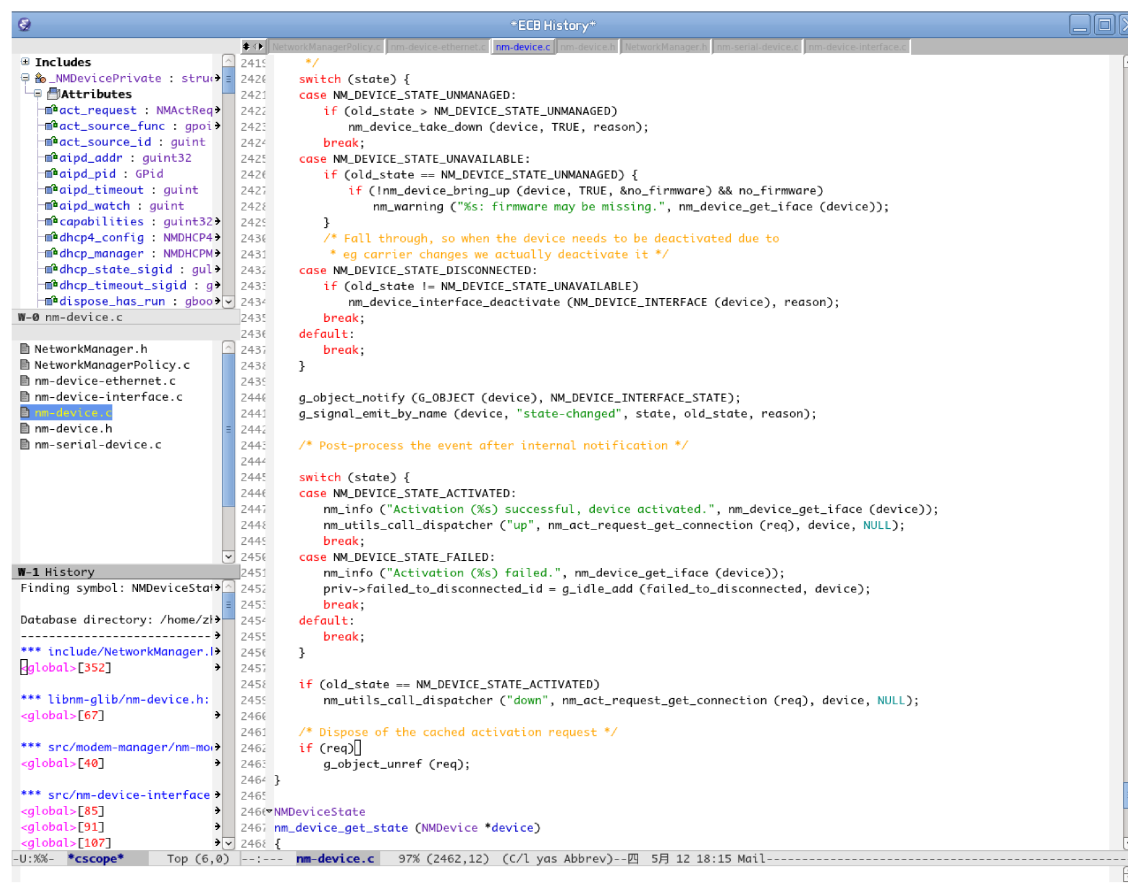 *ECB History*
NetworkManagerPolicy.c nm-device-ethernet.c nm-device.c nm-device.h NetworkManager.h nm-serial-device.c nm-device-interface.c
Includes
_NMDevicePrivate : stru
Attributes
act_request : NMActReq
act_source_func : gpoi
act_source_id : guint
aipd_addr : guint32
aipd_pid : GPid
aipd_timeout : guint
aipd_watch : guint
capabilities : guint32
dhcp4_config : NMDHCP4
dhcp_manager : NMDHCPM
dhcp_state_sigid : gul
dhcp_timeout_sigid : g
dispose_has_run : gboo
W-0 nm-device.c
NetworkManager.h
NetworkManagerPolicy.c
nm-device-ethernet.c
nm-device-interface.c
nm-device.c
nm-device.h
nm-serial-device.c
W-1 History
Finding symbol: NMDeviceStat
Database directory: /home/zh
---------------------------
*** include/NetworkManager.h
<global>[352]
*** libnm-glib/nm-device.h:
<global>[67]
*** src/modem-manager/nm-mod
<global>[40]
*** src/nm-device-interface
<global>[85]
<global>[91]
<global>[107]
-U:%%- *cscope* Top (6,0)
2419 */
2420 switch (state) {
2421 case NM_DEVICE_STATE_UNMANAGED:
2422 if (old_state > NM_DEVICE_STATE_UNMANAGED)
2423 nm_device_take_down (device, TRUE, reason);
2424 break;
2425 case NM_DEVICE_STATE_UNAVAILABLE:
2426 if (old_state == NM_DEVICE_STATE_UNMANAGED) {
2427 if (!nm_device_bring_up (device, TRUE, &no_firmware) && no_firmware)
2428 nm_warning ("%s: firmware may be missing.", nm_device_get_iface (device));
2429 }
2430 /* Fall through, so when the device needs to be deactivated due to
2431 * eg carrier changes we actually deactivate it */
2432 case NM_DEVICE_STATE_DISCONNECTED:
2433 if (old_state != NM_DEVICE_STATE_UNAVAILABLE)
2434 nm_device_interface_deactivate (NM_DEVICE_INTERFACE (device), reason);
2435 break;
2436 default:
2437 break;
2438 }
2439
2440 g_object_notify (G_OBJECT (device), NM_DEVICE_INTERFACE_STATE);
2441 g_signal_emit_by_name (device, "state-changed", state, old_state, reason);
2442
2443 /* Post-process the event after internal notification */
2444
2445 switch (state) {
2446 case NM_DEVICE_STATE_ACTIVATED:
2447 nm_info ("Activation (%s) successful, device activated.", nm_device_get_iface (device));
2448 nm_utils_call_dispatcher ("up", nm_act_request_get_connection (req), device, NULL);
2449 break;
2450 case NM_DEVICE_STATE_FAILED:
2451 nm_info ("Activation (%s) failed.", nm_device_get_iface (device));
2452 priv->failed_to_disconnected_id = g_idle_add (failed_to_disconnected, device);
2453 break;
2454 default:
2455 break;
2456 }
2457
2458 if (old_state == NM_DEVICE_STATE_ACTIVATED)
2459 nm_utils_call_dispatcher ("down", nm_act_request_get_connection (req), device, NULL);
2460
2461 /* Dispose of the cached activation request */
2462 if (req)
2463 g_object_unref (req);
2464 }
2465
2466 NMDeviceState
2467 nm_device_get_state (NMDevice *device)
2468 {
--:--- nm-device.c 97% (2462,12) (C/l yas Abbrev)--四 5月 12 18:15 Mail---